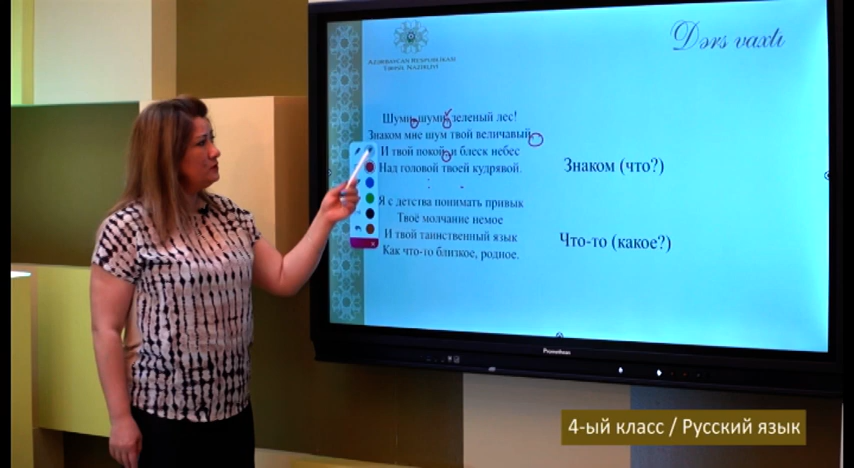 AZƏRBAYCAN RESPUBLİKASI
TƏHSİL NAZİRLİYİ
Dərs vaxtı
Шуми, шуми, зеленый лес!
Знаком мне шум твой величавый,
И твой покой, и блеск небес
Над головой твоей кудрявой.
Я с детства понимать привык
Твоё молчание немое
И твой таинственный язык
Как что-то близкое, родное.
Знаком (что?)
Что-то (какое?)
Promethean
4-ый класс / Русский язык